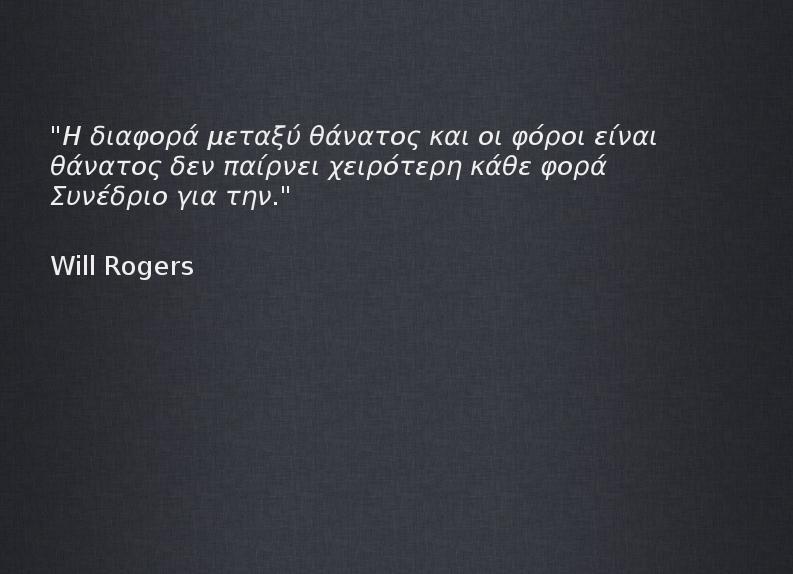 "Η διαφορά μεταξύ θάνατος και οι φόροι είναι
θάνατος δεν παίρνει χειρότερη κάθε φορά
Συνέδριο για την."
Will Rogers